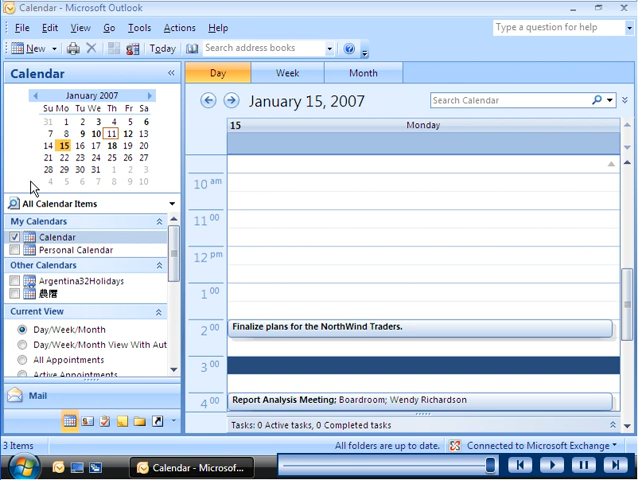 Calendar - Microsoft Outlook
File Edit View Go Tools Actions Help
Type a question for help
New Today Search address books
Calendar
Day Week Month
January 2007
Su Mo Tu We Th Fr Sa
31 1 2 3 4 5 6
7 8 9 10 11 12 13
14 15 16 17 18 19 20
21 22 23 24 25 26 27
28 29 30 31 1 2 3
4 5 6 7 8 9 10
All Calendar Items
My Calendars
Calendar
Personal Calendar
Other Calendars
Argentina32Holidays
農曆
Current View
Day/Week/Month
Day/Week/Month View With Aut
All Appointments
Active Appointments
Mail
January 15, 2007
Search Calendar
15 Monday
10 am
11 00
12 pm
1 00
2 00
Finalize plans for the NorthWind Traders.
3 00
4 00
Report Analysis Meeting; Boardroom; Wendy Richardson
Tasks: 0 Active tasks, 0 Completed tasks
3 Items
All folders are up to date.
Connected to Microsoft Exchange
Calendar - Microsof...